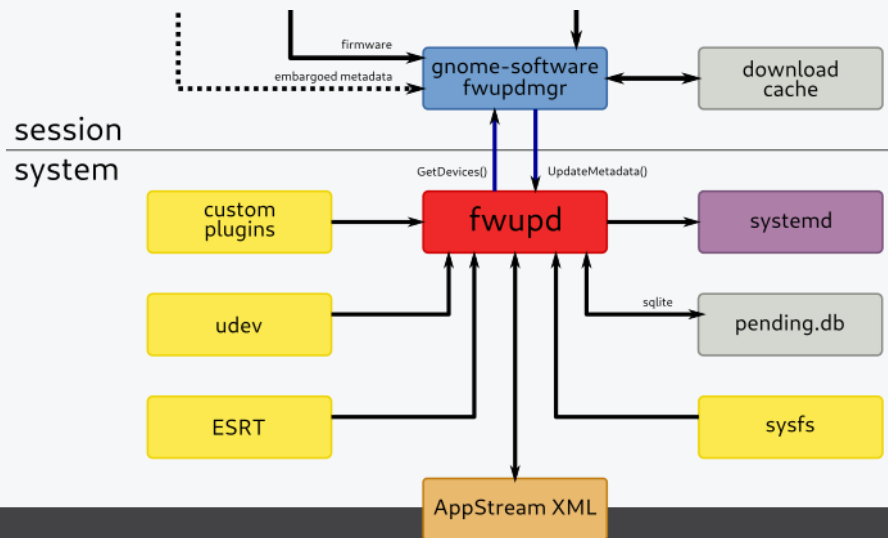 firmware
embargoed metadata
gnome-software
fwupdmgr
download
cache
session
system
GetDevices()
UpdateMetadata()
custom
plugins
fwupd
systemd
udev
sqlite
pending.db
ESRT
sysfs
AppStream XML